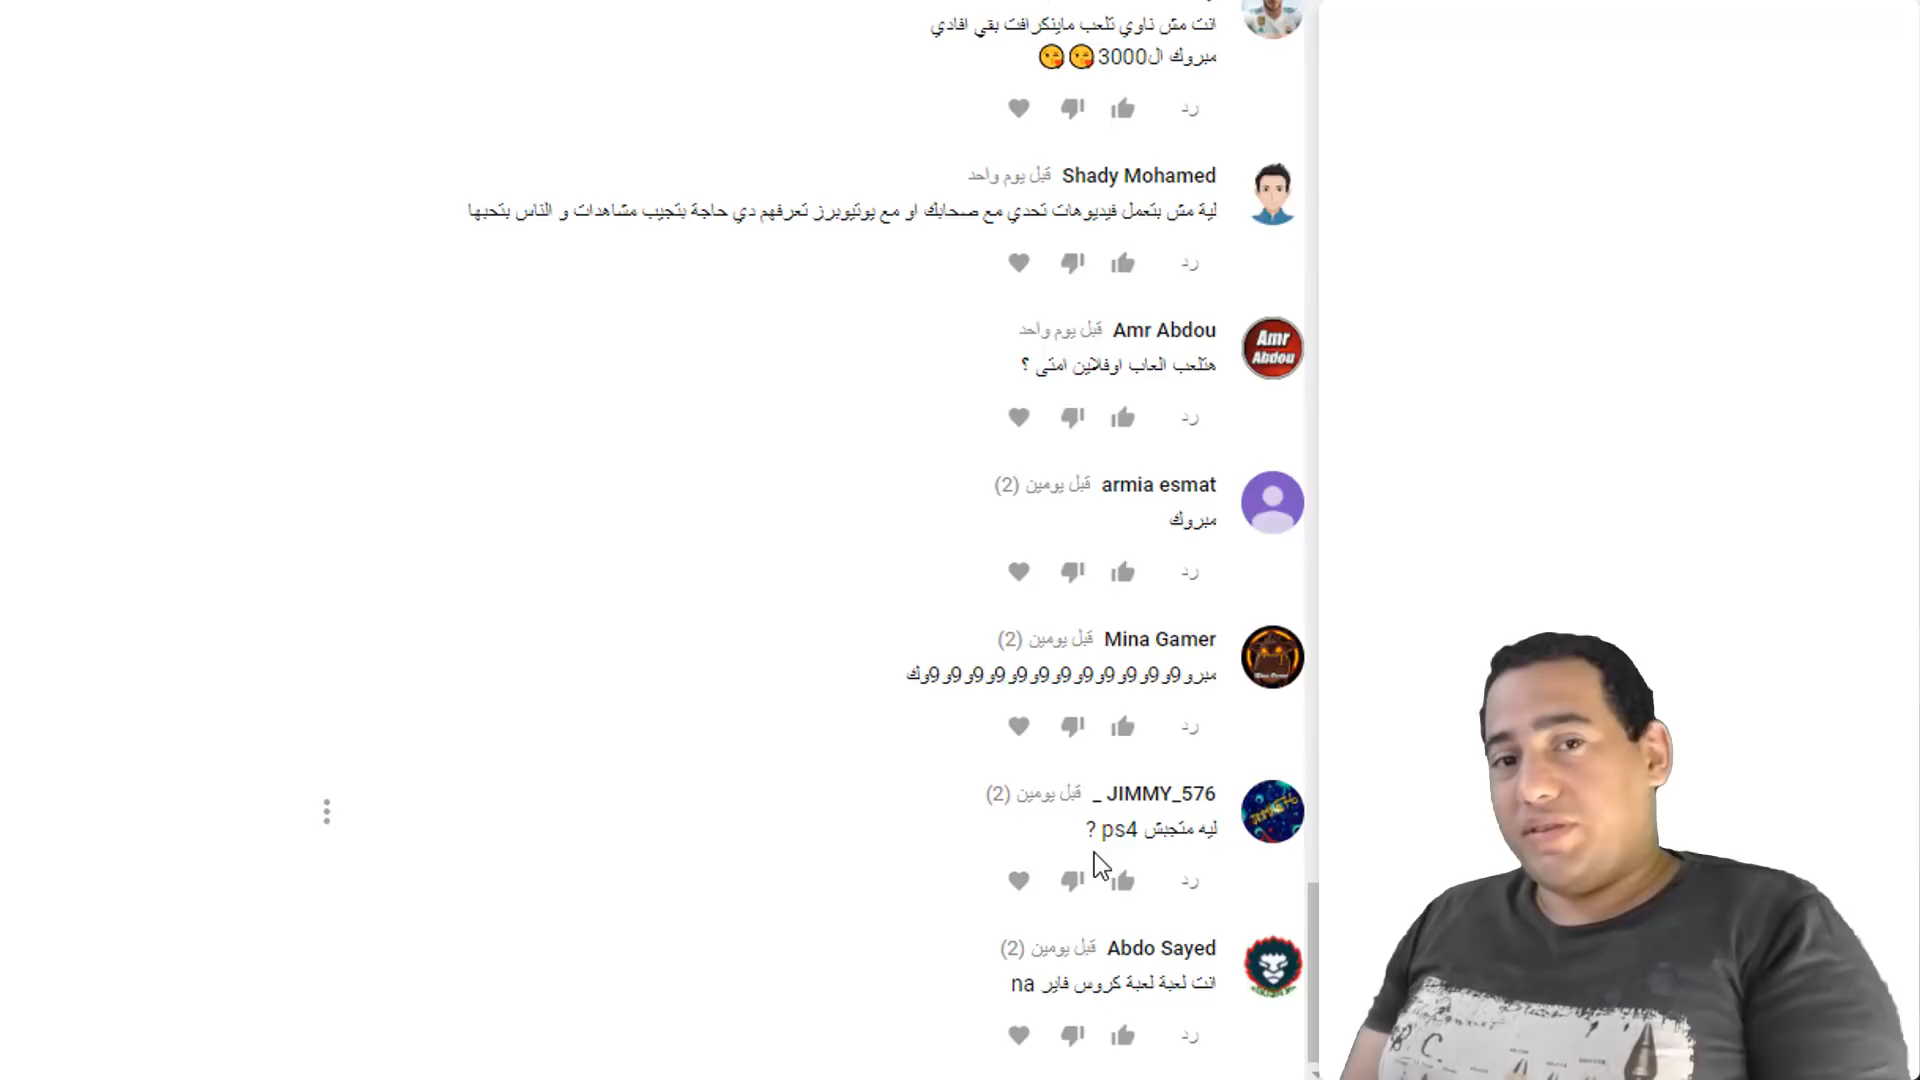 انت مش ناوي تلعب ماينكرافت بقي افادي
مبروك ال3000😘😘
رد
Shady Mohamed قبل يوم واحد
لية مش بتعمل فيديوهات تحدي مع صحابك او مع يوتيوبرز تعرفهم دي حاجة بتجيب مشاهدات و الناس بتحبها
رد
Amr Abdou قبل يوم واحد
هتلعب العاب اوفلاين امتى ؟
Amr
Abdou
رد
armia esmat قبل يومين (2)
مبروك
رد
Mina Gamer قبل يومين (2)
مبرو9و9و9و9و9و9و9و9و9و9و9و9وك
رد
JIMMY_576 _ قبل يومين (2)
ليه متجبش ps4 ?
رد
Abdo Sayed قبل يومين (2)
انت لعبة لعبة كروس فاير na
رد
B. C.